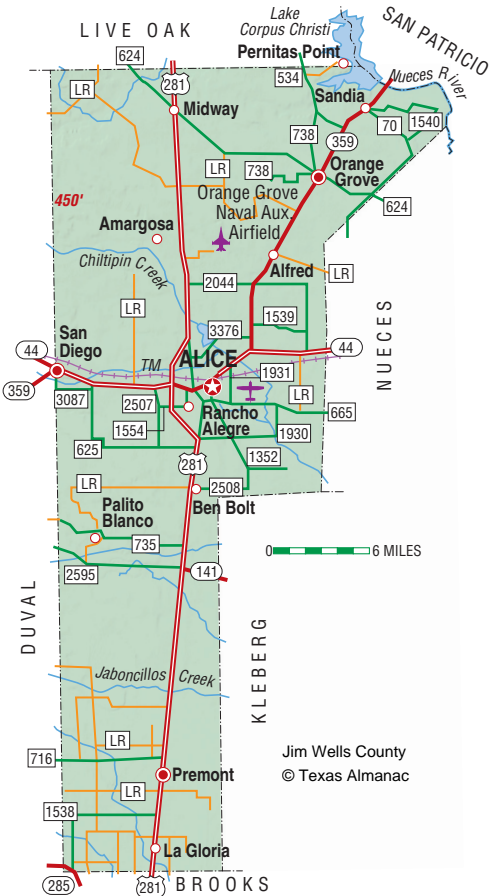 Lake
Corpus Christi
SAN PATRICIO
LIVE OAK
Pernitas Point
624
281
534
Nueces River
LR
Sandia
Midway
70
1540
738
359
LR
738
Orange
Grove
450'
Orange Grove
Naval Aux.
Airfield
624
Amargosa
Chiltipin Creek
Alfred
LR
2044
LR
1539
NUECES
San
Diego
3376
44
TM
ALICE
44
359
1931
3087
2507
LR
Rancho
Alegre
665
1554
1930
625
1352
281
LR
2508
Ben Bolt
Palito
Blanco
735
0
6 MILES
2595
141
DUVAL
KLEBERG
Jaboncillos Creek
LR
716
Jim Wells County
Premont
© Texas Almanac
LR
1538
La Gloria
285
281
BROOKS